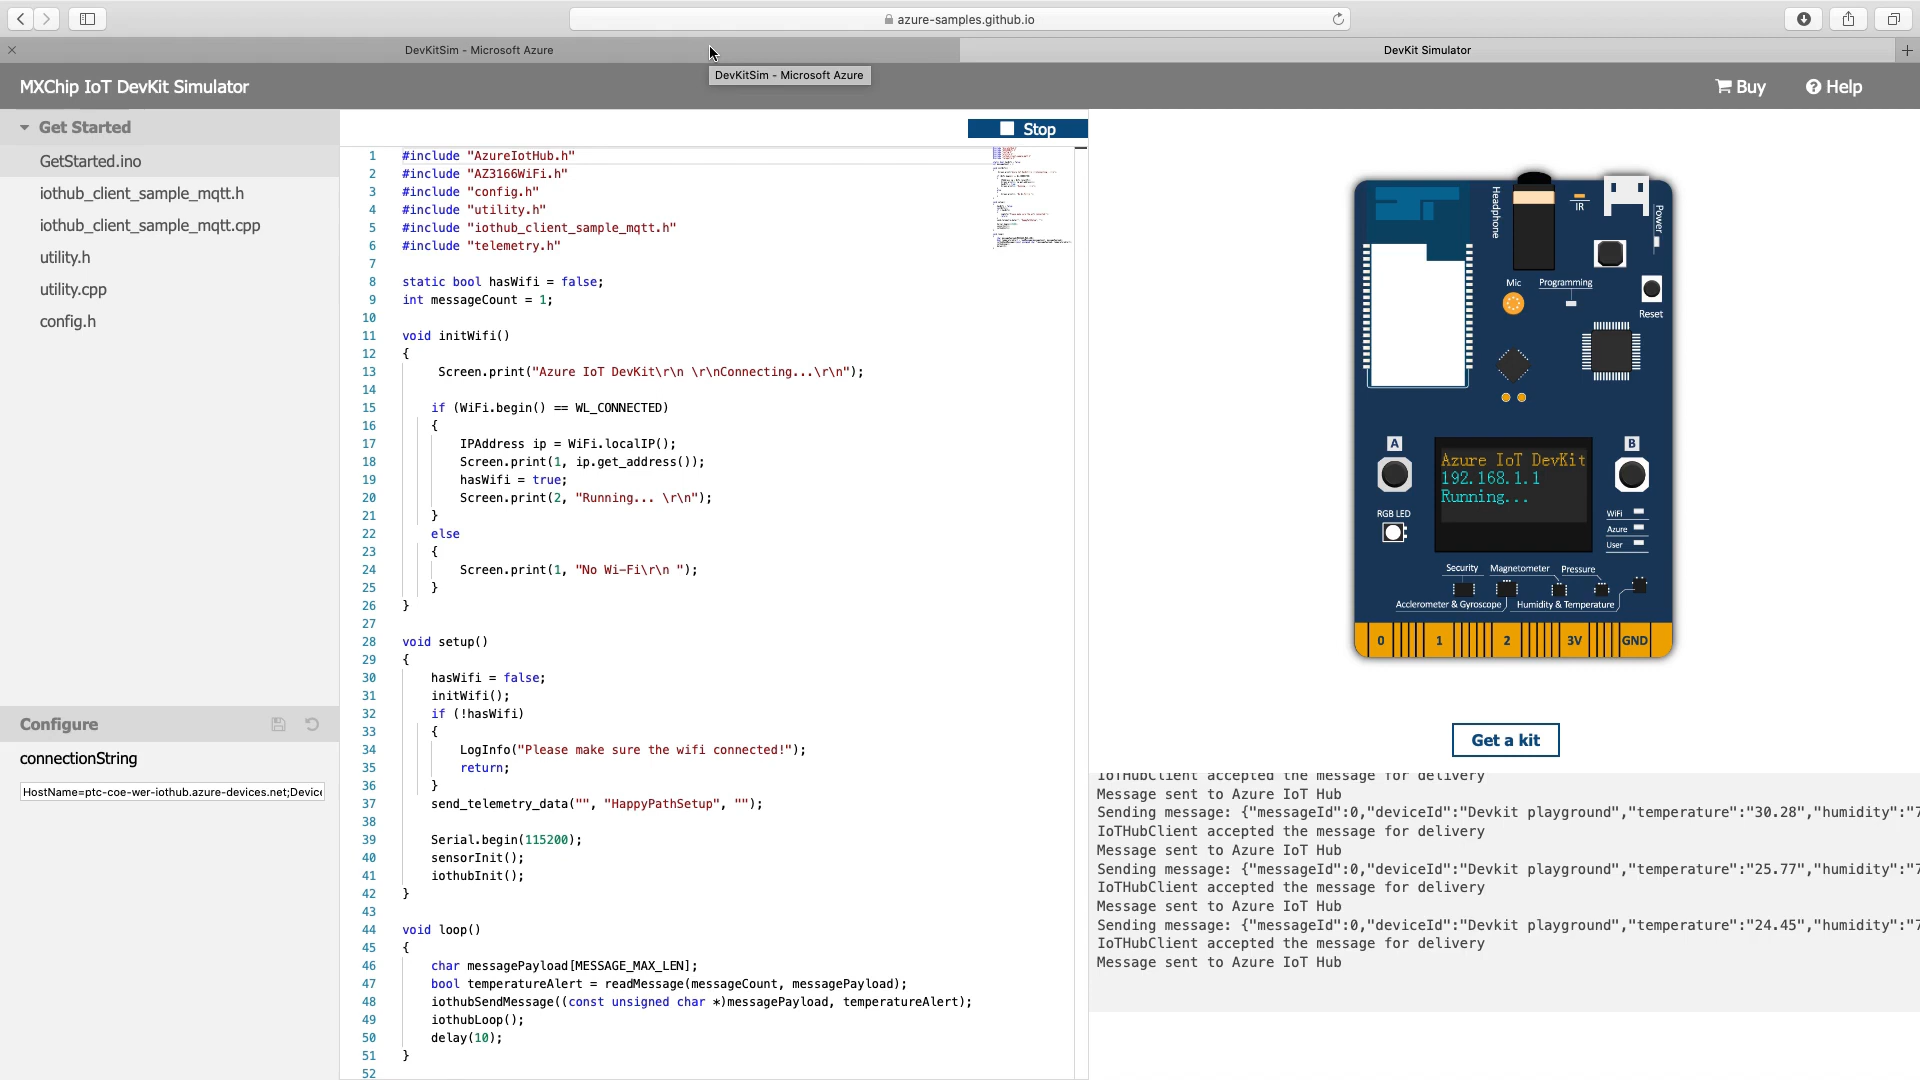 azure-samples.github.io
DevKitSim - Microsoft Azure
DevKit Simulator
DevKitSim - Microsoft Azure
MXChip IoT DevKit Simulator
Buy
Help
Get Started
GetStarted.ino
iothub_client_sample_mqtt.h
iothub_client_sample_mqtt.cpp
utility.h
utility.cpp
config.h
Configure
connectionString
HostName=ptc-coe-wer-iothub.azure-devices.net;Device
Stop
1 #include "AzureIotHub.h"
2 #include "AZ3166WiFi.h"
3 #include "config.h"
4 #include "utility.h"
5 #include "iothub_client_sample_mqtt.h"
6 #include "telemetry.h"
7
8 static bool hasWifi = false;
9 int messageCount = 1;
10
11 void initWifi()
12 {
13 Screen.print("Azure IoT DevKit\r\n \r\nConnecting...\r\n");
14
15 if (WiFi.begin() == WL_CONNECTED)
16 {
17 IPAddress ip = WiFi.localIP();
18 Screen.print(1, ip.get_address());
19 hasWifi = true;
20 Screen.print(2, "Running... \r\n");
21 }
22 else
23 {
24 Screen.print(1, "No Wi-Fi\r\n ");
25 }
26 }
27
28 void setup()
29 {
30 hasWifi = false;
31 initWifi();
32 if (!hasWifi)
33 {
34 LogInfo("Please make sure the wifi connected!");
35 return;
36 }
37 send_telemetry_data("", "HappyPathSetup", "");
38
39 Serial.begin(115200);
40 sensorInit();
41 iothubInit();
42 }
43
44 void loop()
45 {
46 char messagePayload[MESSAGE_MAX_LEN];
47 bool temperatureAlert = readMessage(messageCount, messagePayload);
48 iothubSendMessage((const unsigned char *)messagePayload, temperatureAlert);
49 iothubLoop();
50 delay(10);
51 }
52
Headphone
IR
Power
Mic
Programming
Reset
A
B
Azure IoT DevKit
192.168.1.1
Running...
RGB LED
WiFi
Azure
User
Security
Magnetometer
Pressure
Acclerometer & Gyroscope
Humidity & Temperature
0
1
2
3V
GND
Get a kit
IoTHubClient accepted the message for delivery
Message sent to Azure IoT Hub
Sending message: {"messageId":0,"deviceId":"Devkit playground","temperature":"30.28","humidity":"7
IoTHubClient accepted the message for delivery
Message sent to Azure IoT Hub
Sending message: {"messageId":0,"deviceId":"Devkit playground","temperature":"25.77","humidity":"7
IoTHubClient accepted the message for delivery
Message sent to Azure IoT Hub
Sending message: {"messageId":0,"deviceId":"Devkit playground","temperature":"24.45","humidity":"7
IoTHubClient accepted the message for delivery
Message sent to Azure IoT Hub